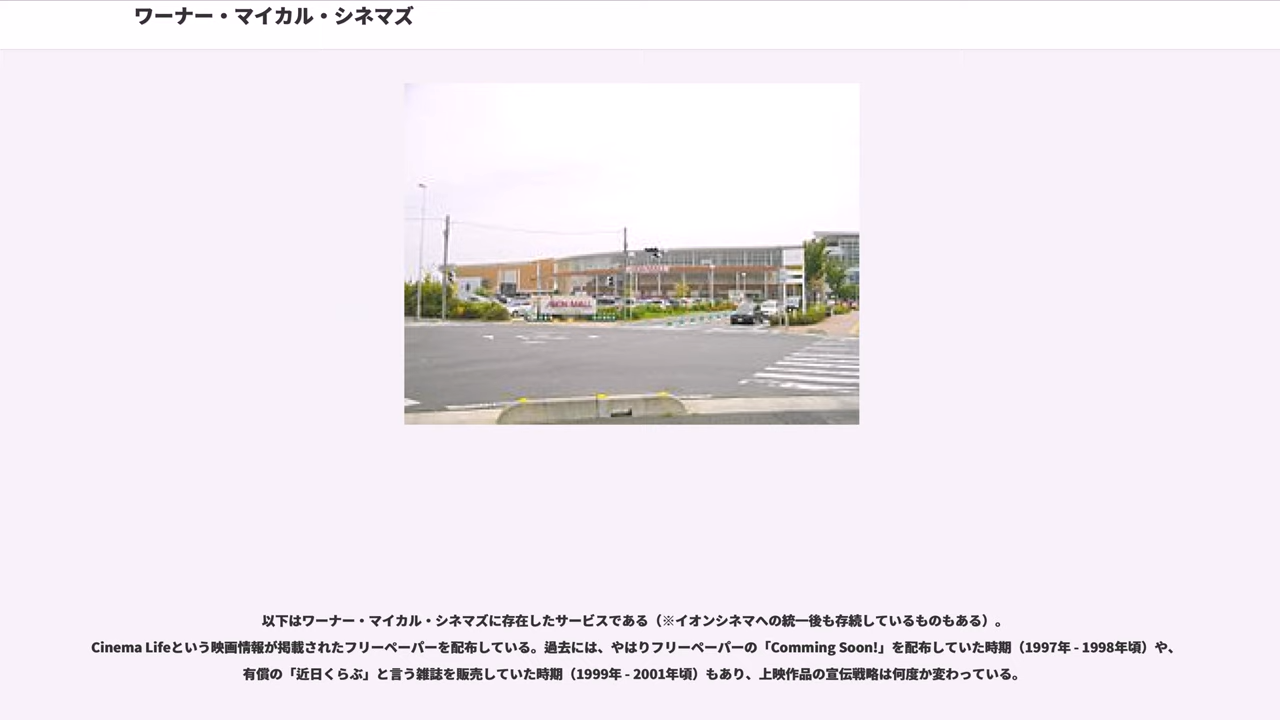 ワーナー・マイカル・シネマズ
ÆON MALL
以下はワーナー・マイカル・シネマズに存在したサービスである（※イオンシネマへの統一後も存続しているものもある）。
Cinema Lifeという映画情報が掲載されたフリーペーパーを配布している。過去には、やはりフリーペーパーの「Comming Soon!」を配布していた時期（1997年 - 1998年頃）や、
有償の「近日くらぶ」と言う雑誌を販売していた時期（1999年 - 2001年頃）もあり、上映作品の宣伝戦略は何度か変わっている。